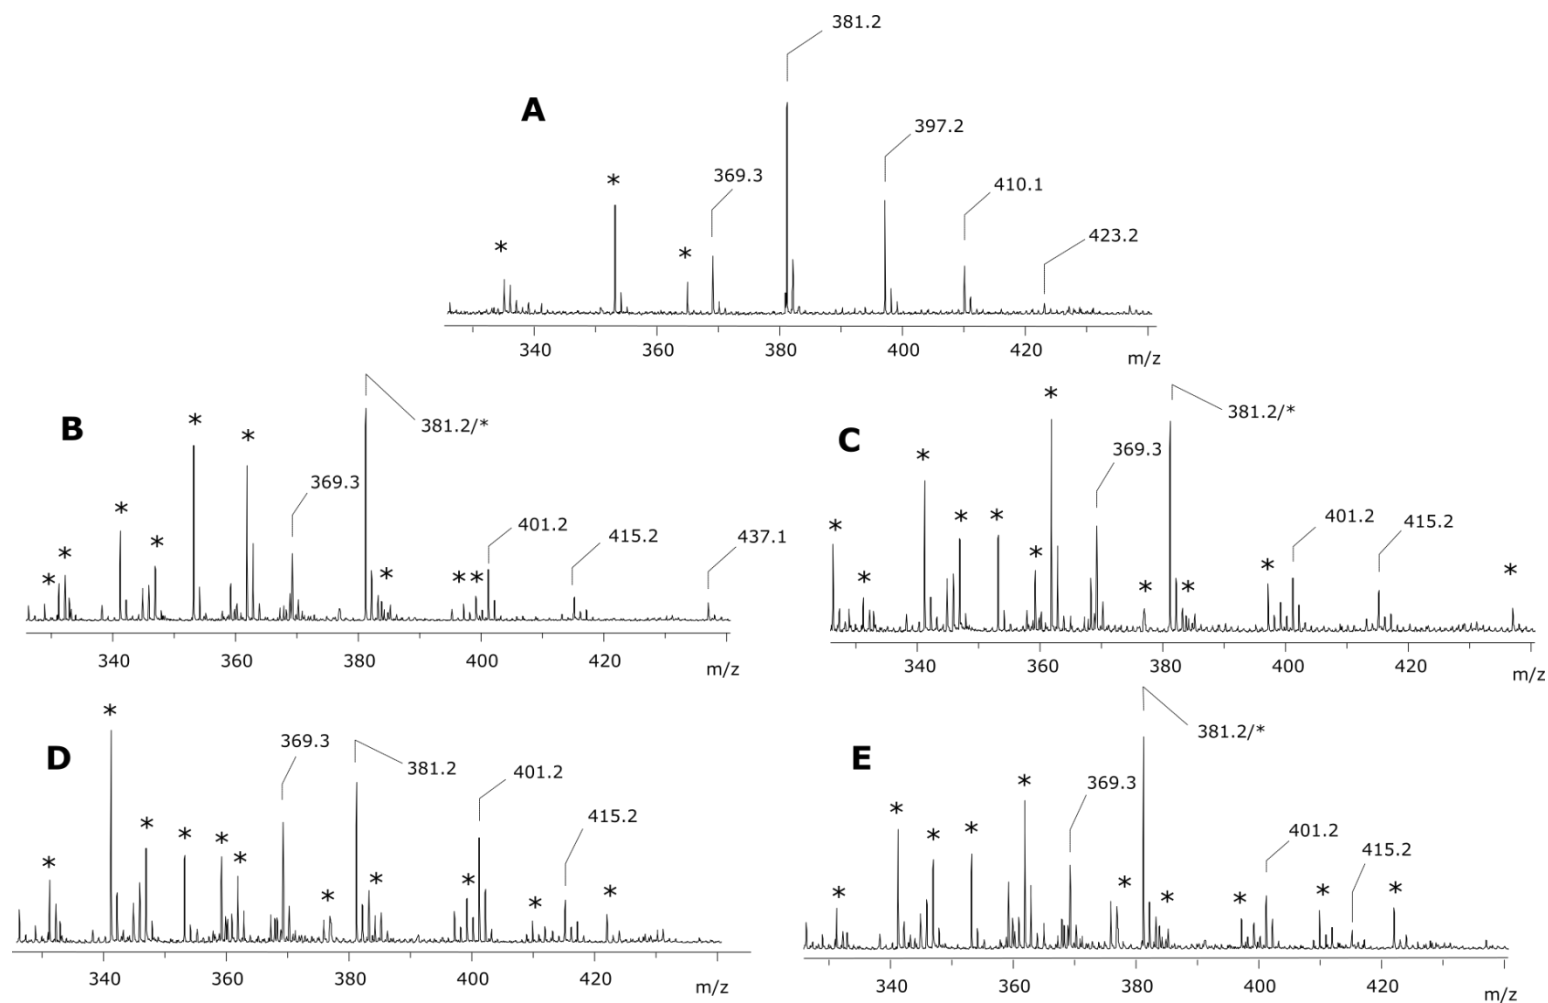 A
381.2
397.2
369.3
410.1
423.2
* * *
340 360 380 400 420
m/z
B
381.2/*
369.3
401.2
415.2
437.1
* * * * * * * * *
340 360 380 400 420
m/z
C
381.2/*
369.3
401.2
415.2
* * * * * * * * * * *
340 360 380 400 420
m/z
D
369.3
381.2
401.2
415.2
* * * * * * * * * * *
340 360 380 400 420
m/z
E
381.2/*
369.3
401.2
415.2
* * * * * * * * * *
340 360 380 400 420
m/z